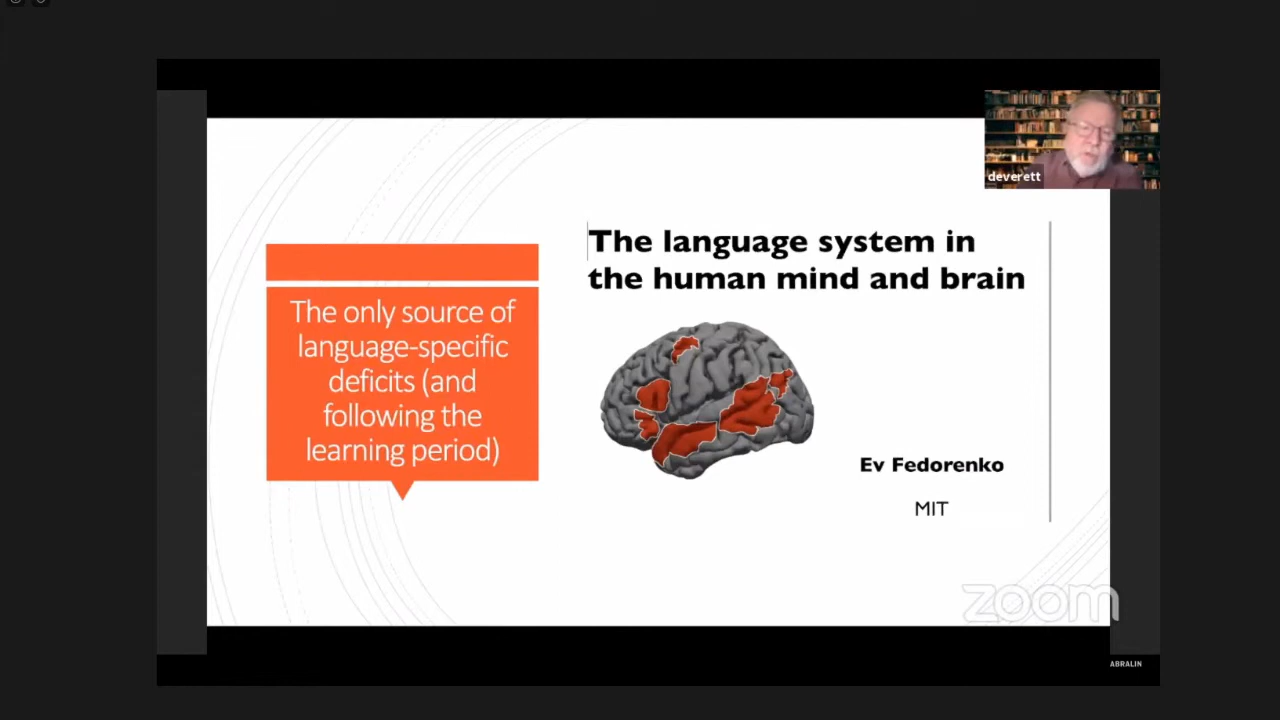 deverett
The only source of
language-specific
deficits (and
following the
learning period)
The language system in
the human mind and brain
Ev Fedorenko
MIT
zoom
ABRALIN